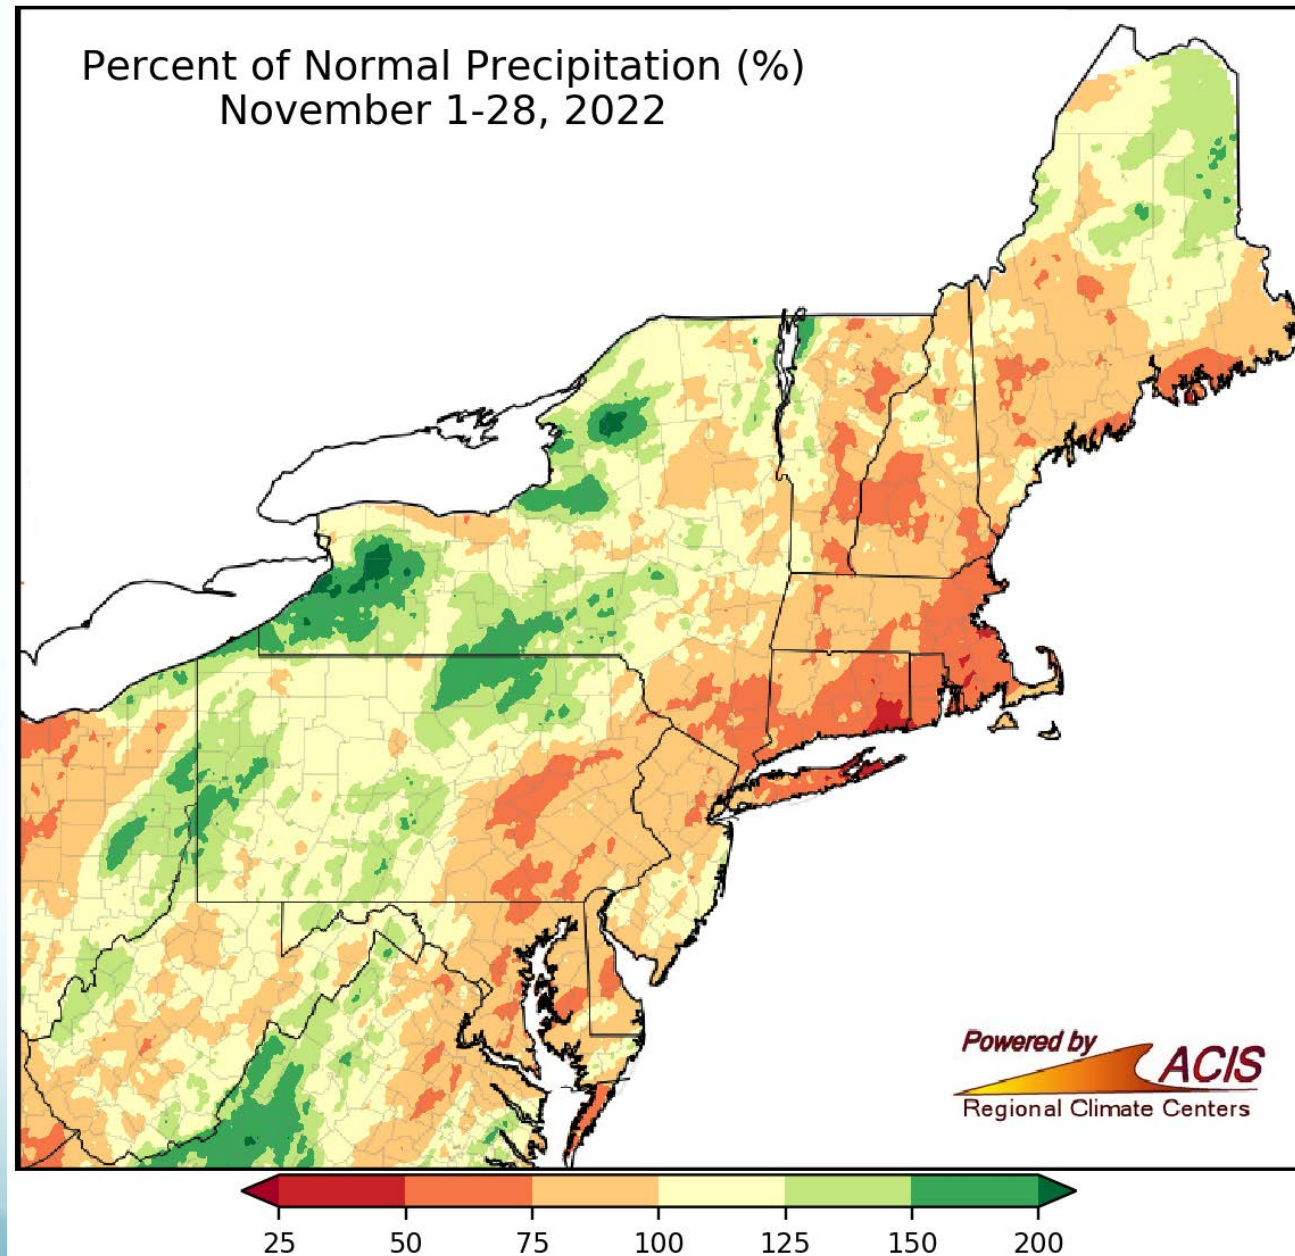 Percent of Normal Precipitation (%)
November 1-28, 2022
Powered by
ACIS
Regional Climate Centers
25 50 75 100 125 150 200